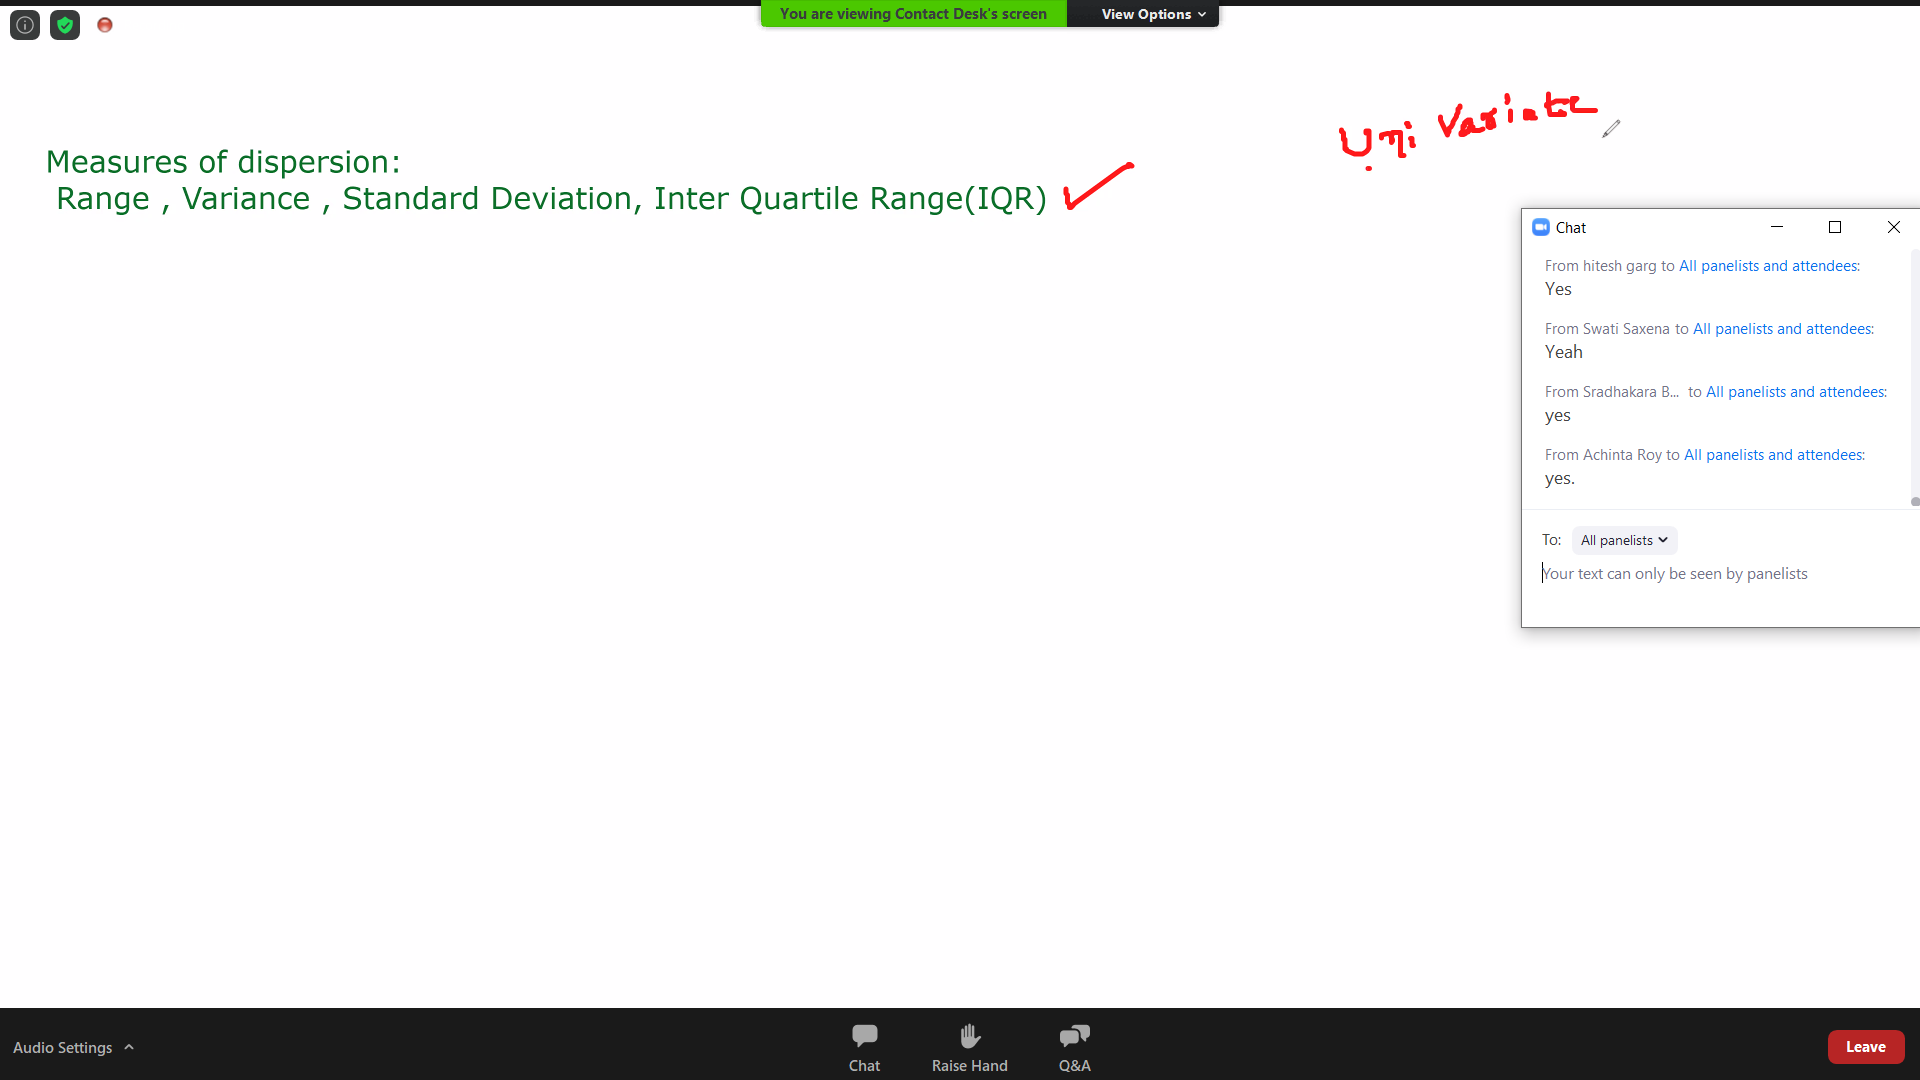 You are viewing Contact Desk's screen View Options
Uni Variate
Measures of dispersion:
Range , Variance , Standard Deviation, Inter Quartile Range(IQR)
Chat
From hitesh garg to All panelists and attendees:
Yes
From Swati Saxena to All panelists and attendees:
Yeah
From Sradhakara B... to All panelists and attendees:
yes
From Achinta Roy to All panelists and attendees:
yes.
To: All panelists
Your text can only be seen by panelists
Audio Settings
Chat
Raise Hand
Q&A
Leave